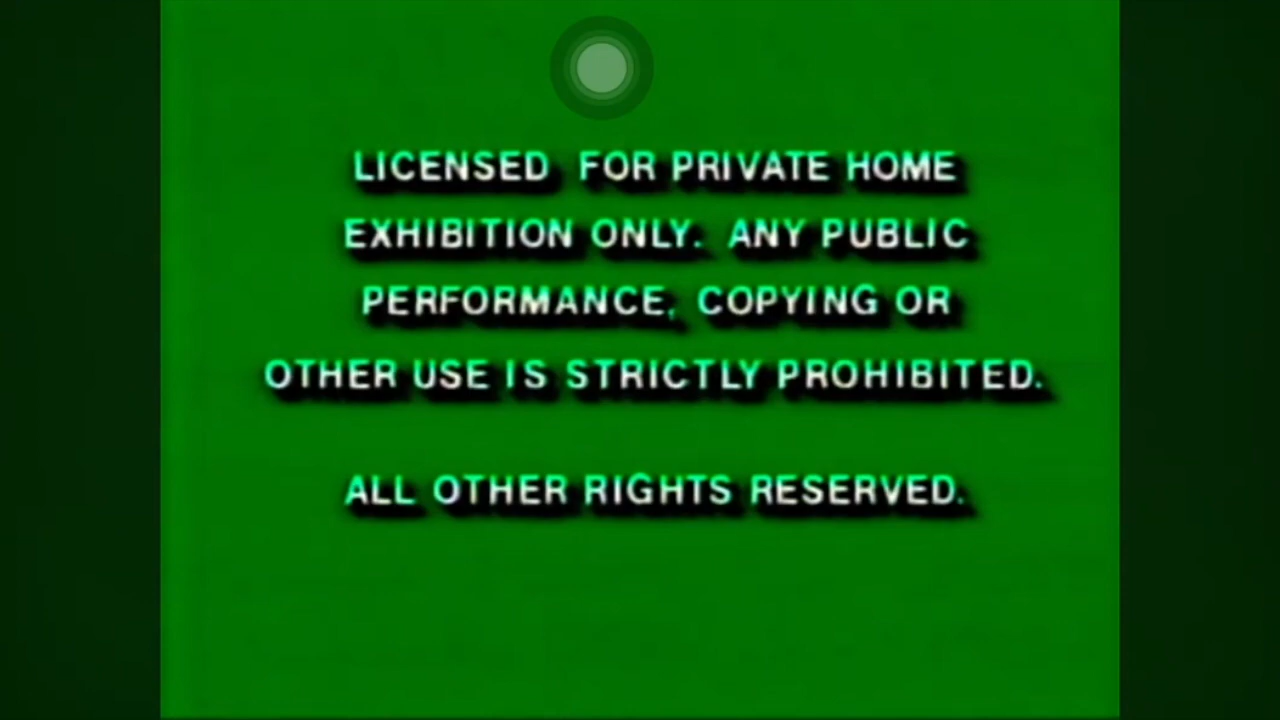 LICENSED FOR PRIVATE HOME
EXHIBITION ONLY. ANY PUBLIC
PERFORMANCE, COPYING OR
OTHER USE IS STRICTLY PROHIBITED.
ALL OTHER RIGHTS RESERVED.